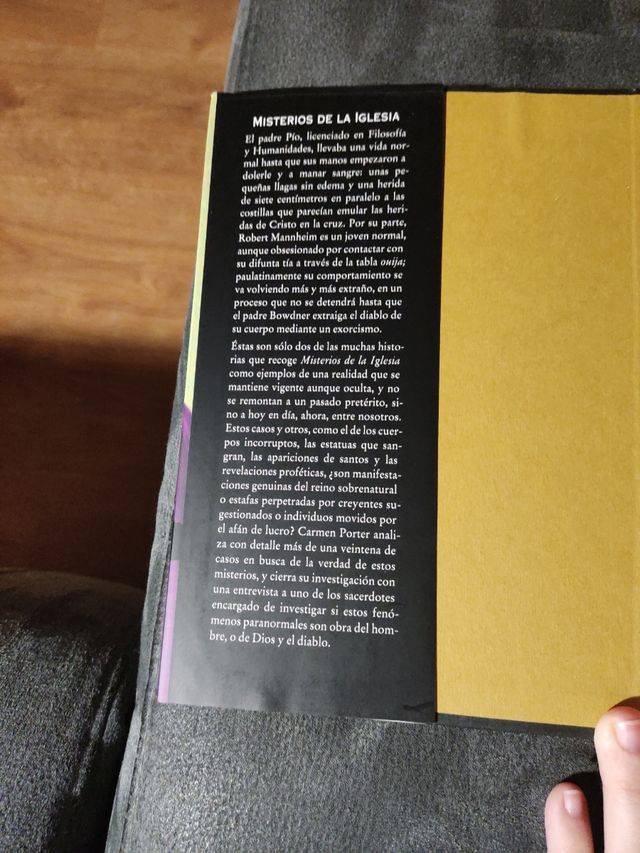 MISTERIOS DE LA IGLESIA
El padre Pío, licenciado en Filosofía
y Humanidades, llevaba una vida nor-
mal hasta que sus manos empezaron a
dolerle y a manar sangre: unas pe-
queñas llagas sin edema y una herida
de siete centímetros en paralelo a las
costillas que parecían emular las heri-
das de Cristo en la cruz. Por su parte,
Robert Mannheim es un joven normal,
aunque obsesionado por contactar con
su difunta tía a través de la tabla ouija;
paulatinamente su comportamiento se
va volviendo más y más extraño, en un
proceso que no se detendrá hasta que
el padre Bowdner extraiga el diablo de
su cuerpo mediante un exorcismo.
Éstas son sólo dos de las muchas histo-
rias que recoge Misterios de la Iglesia
como ejemplos de una realidad que se
mantiene vigente aunque oculta, y no
se remontan a un pasado pretérito, si-
no a hoy en día, ahora, entre nosotros.
Estos casos y otros, como el de los cuer-
pos incorruptos, las estatuas que san-
gran, las apariciones de santos y las
revelaciones proféticas, ¿son manifesta-
ciones genuinas del reino sobrenatural
o estafas perpetradas por creyentes su-
gestionados o individuos movidos por
el afán de lucro? Carmen Porter anali-
za con detalle más de una veintena de
casos en busca de la verdad de estos
misterios, y cierra su investigación con
una entrevista a uno de los sacerdotes
encargado de investigar si estos fenó-
menos paranormales son obra del hom-
bre, o de Dios y el diablo.